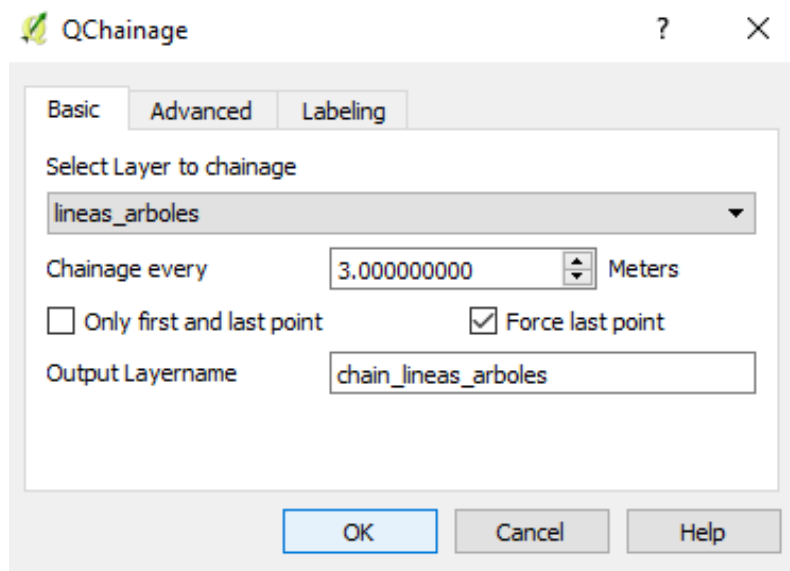 QChainage ?
Basic Advanced Labeling
Select Layer to chainage
lineas_arboles
Chainage every 3.000000000 Meters
Only first and last point Force last point
Output Layername chain_lineas_arboles
OK Cancel Help